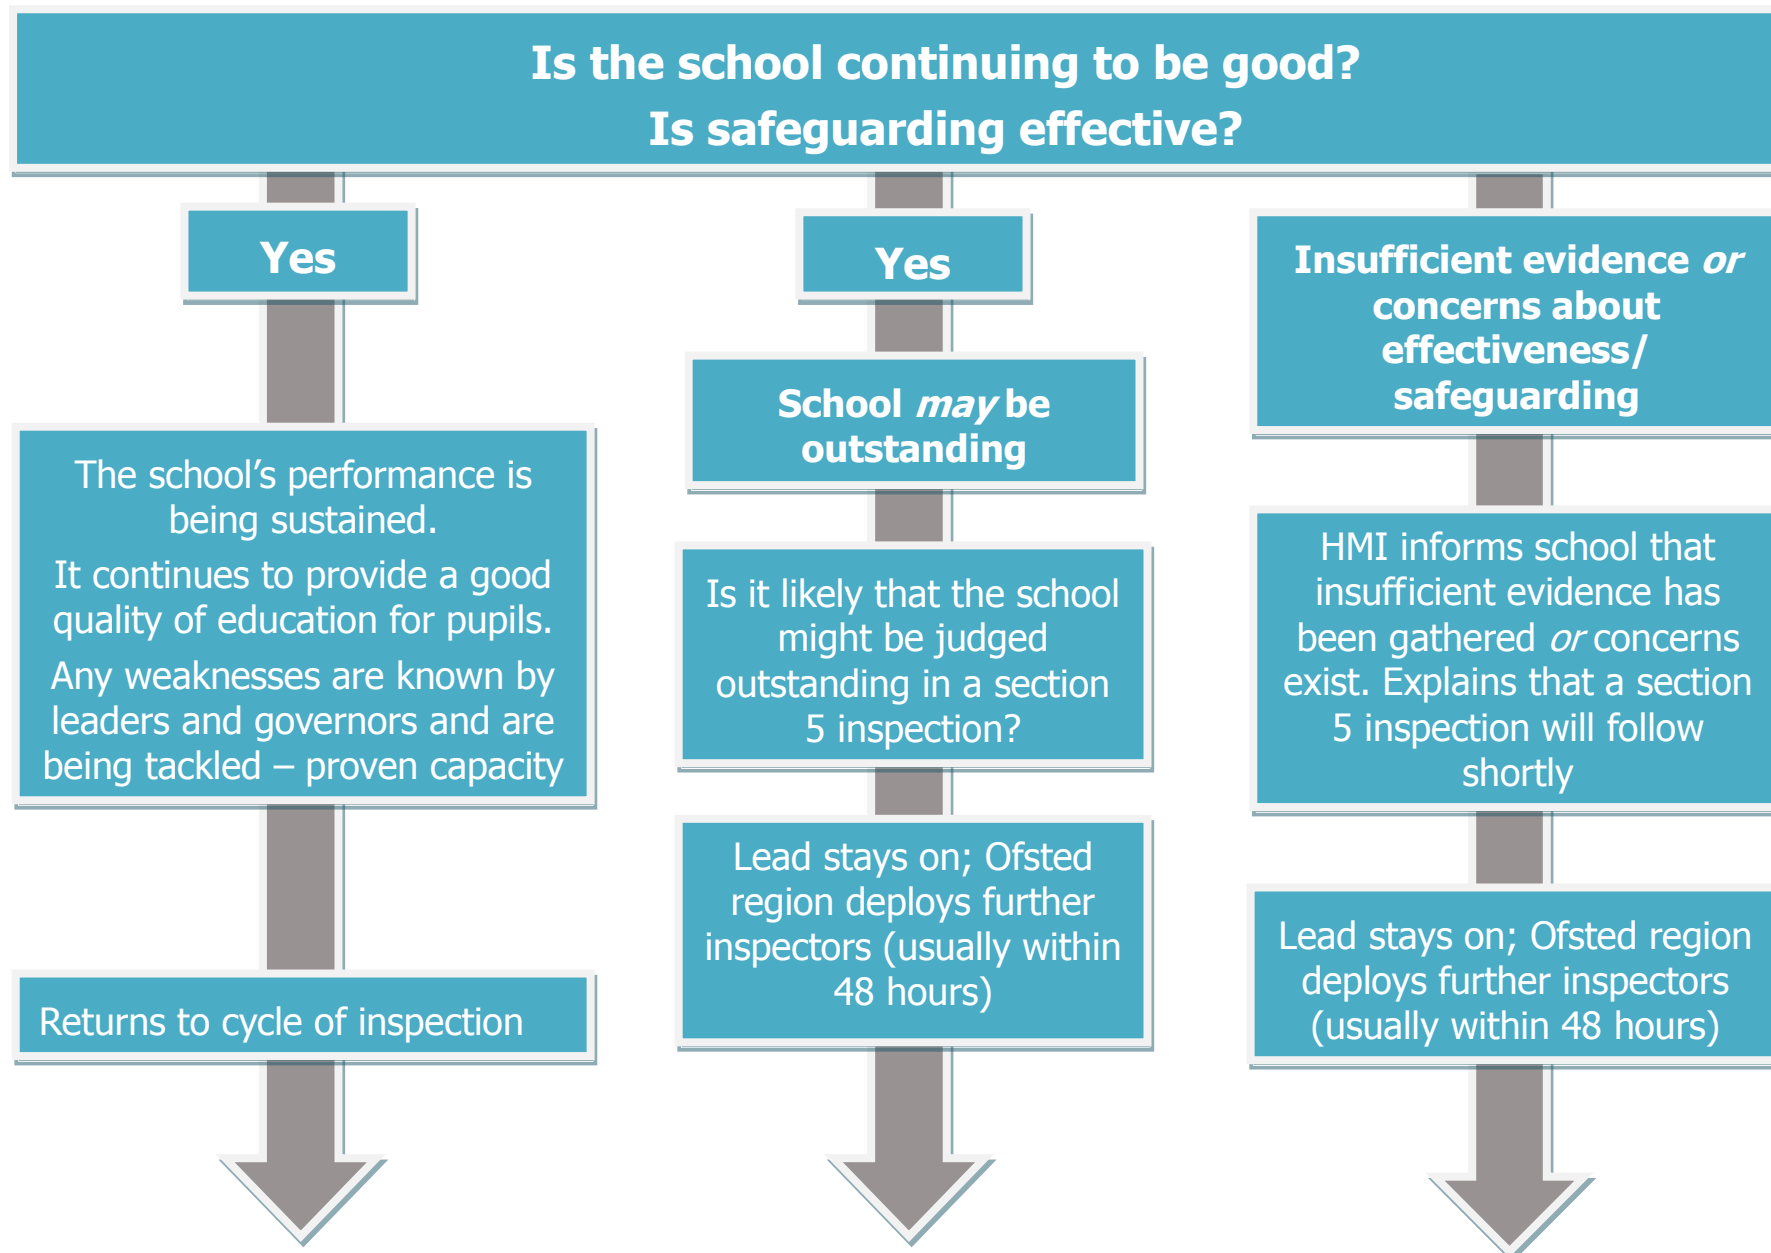 Is the school continuing to be good?
Is safeguarding effective?
Yes
The school’s performance is
being sustained.
It continues to provide a good
quality of education for pupils.
Any weaknesses are known by
leaders and governors and are
being tackled – proven capacity
Returns to cycle of inspection
Yes
School may be
outstanding
Is it likely that the school
might be judged
outstanding in a section
5 inspection?
Lead stays on; Ofsted
region deploys further
inspectors (usually within
48 hours)
Insufficient evidence or
concerns about
effectiveness/
safeguarding
HMI informs school that
insufficient evidence has
been gathered or concerns
exist. Explains that a section
5 inspection will follow
shortly
Lead stays on; Ofsted region
deploys further inspectors
(usually within 48 hours)